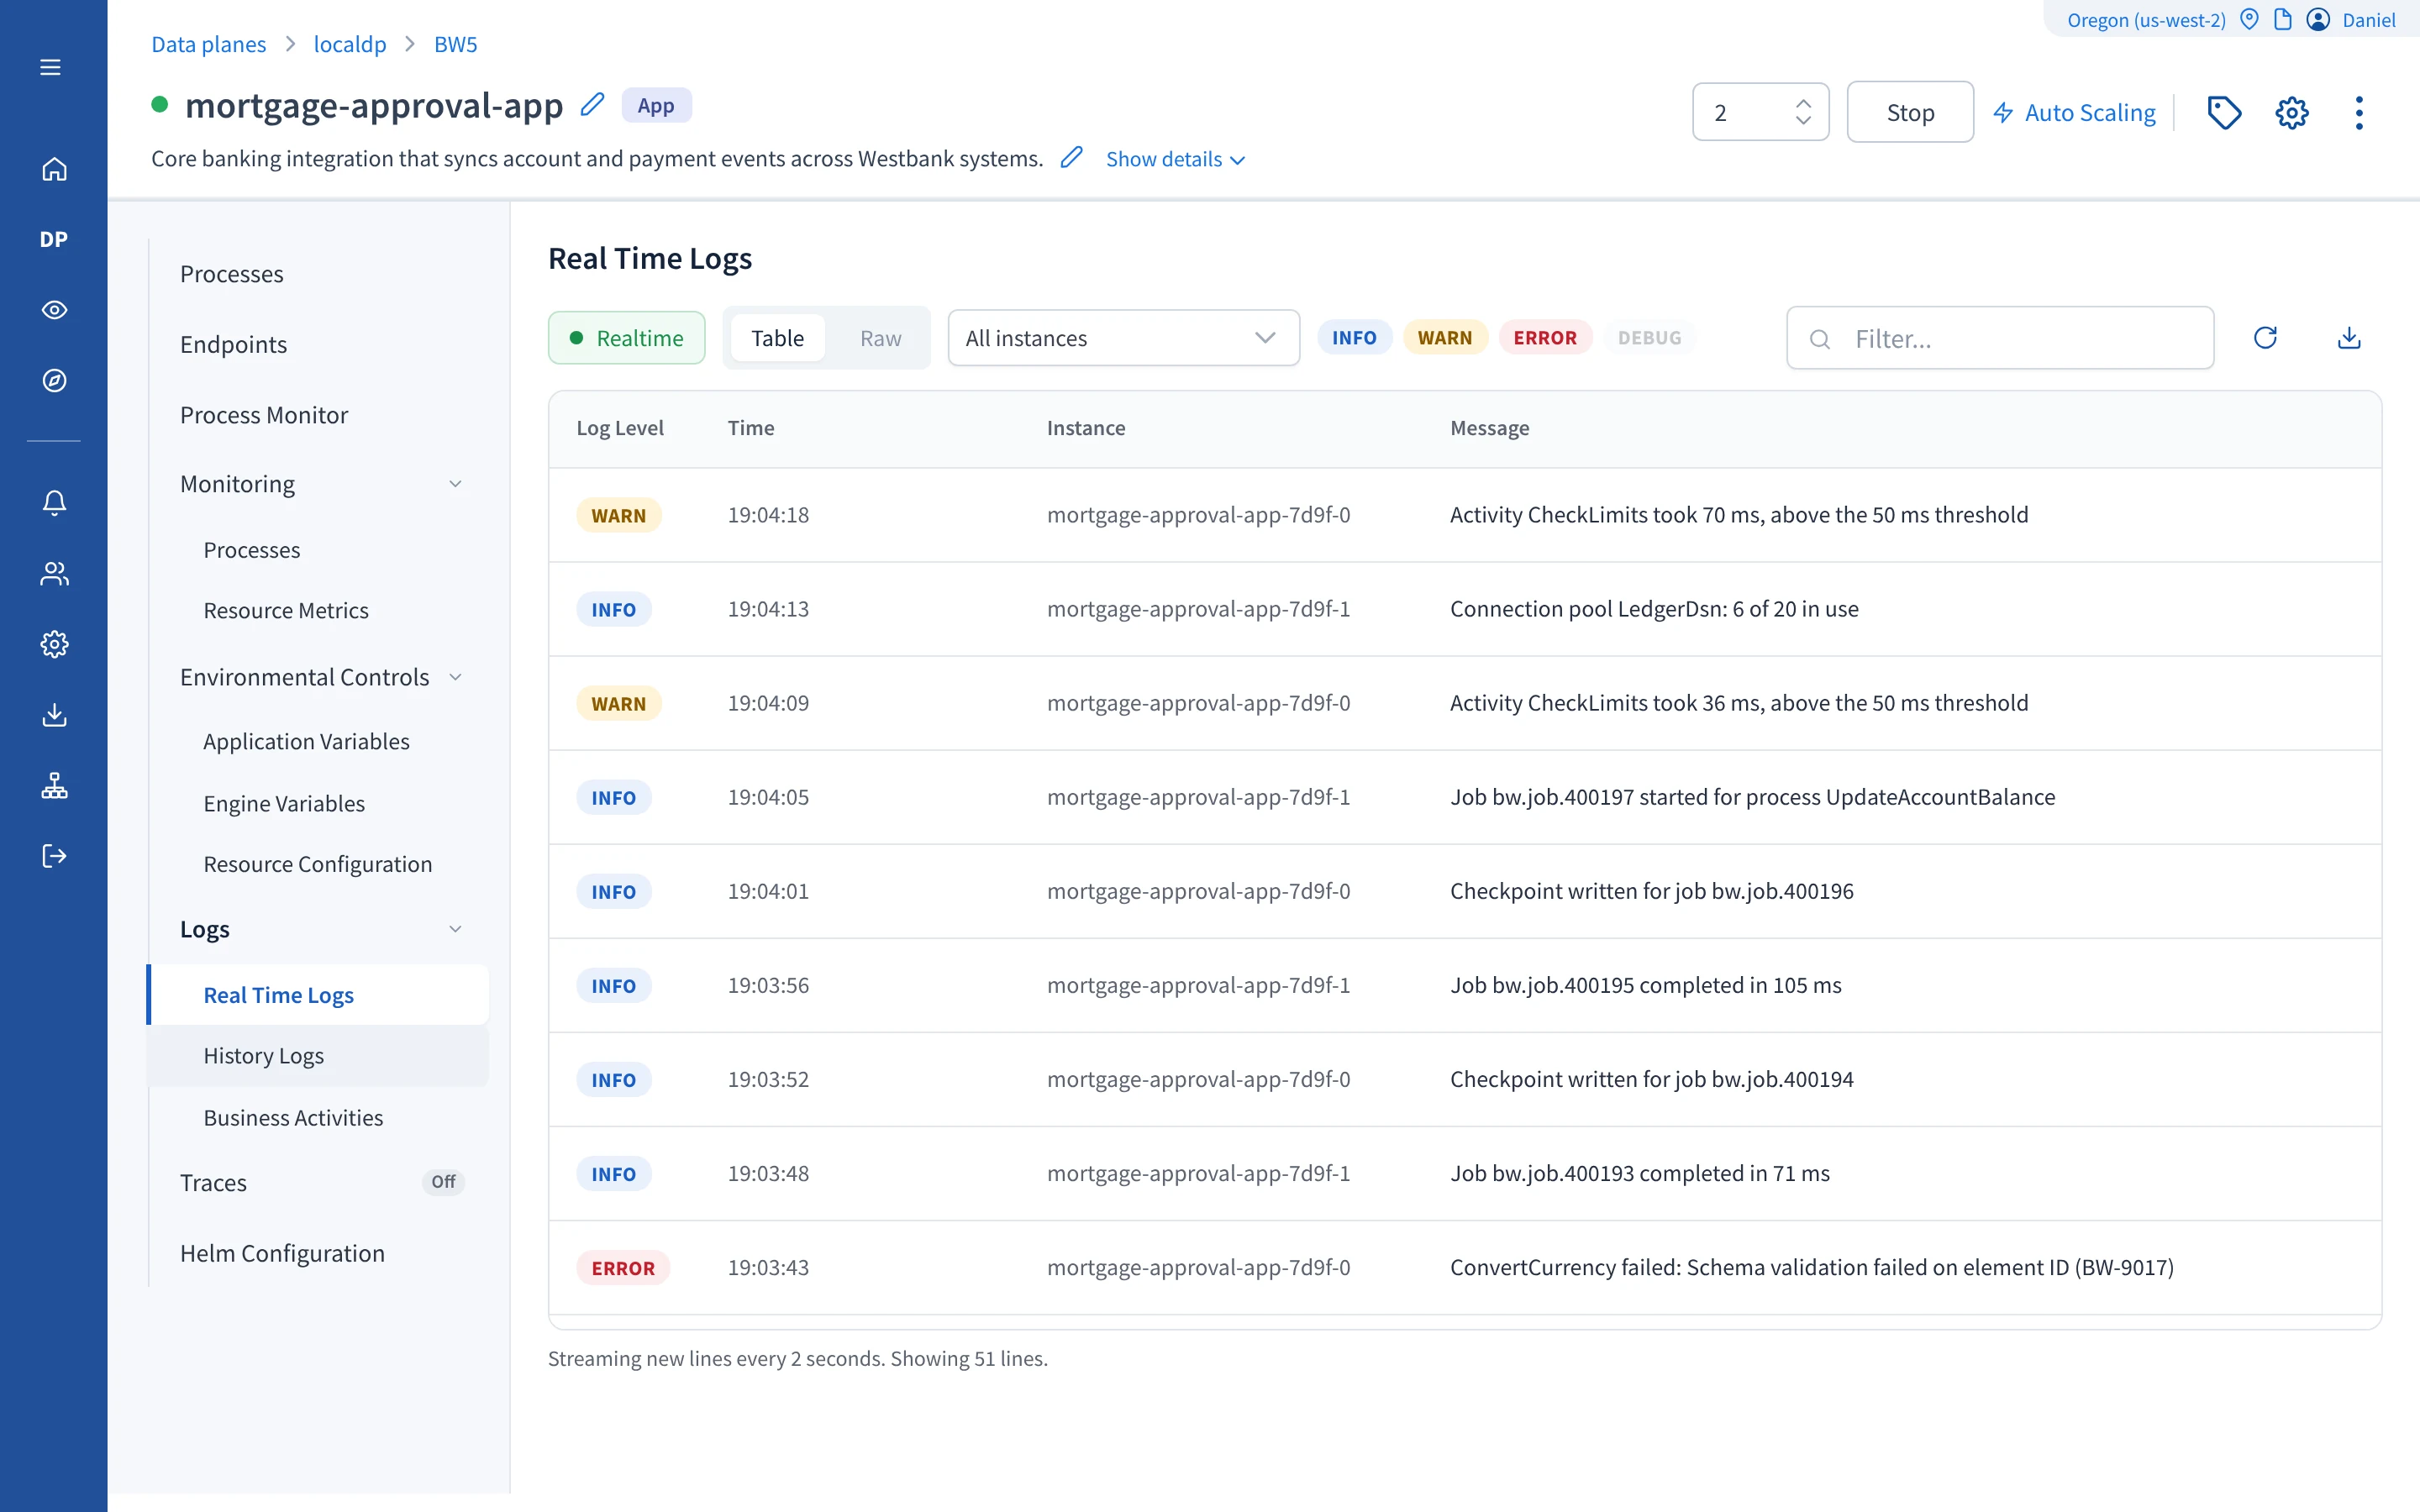 Oregon (us-west-2) Daniel
Data planes > localdp > BW5
mortgage-approval-app App
2 Stop Auto Scaling
Core banking integration that syncs account and payment events across Westbank systems. Show details
DP
Processes
Endpoints
Process Monitor
Monitoring
Processes
Resource Metrics
Environmental Controls
Application Variables
Engine Variables
Resource Configuration
Logs
Real Time Logs
History Logs
Business Activities
Traces Off
Helm Configuration
Real Time Logs
Realtime Table Raw All instances INFO WARN ERROR DEBUG Filter...
Log Level Time Instance Message
WARN 19:04:18 mortgage-approval-app-7d9f-0 Activity CheckLimits took 70 ms, above the 50 ms threshold
INFO 19:04:13 mortgage-approval-app-7d9f-1 Connection pool LedgerDsn: 6 of 20 in use
WARN 19:04:09 mortgage-approval-app-7d9f-0 Activity CheckLimits took 36 ms, above the 50 ms threshold
INFO 19:04:05 mortgage-approval-app-7d9f-1 Job bw.job.400197 started for process UpdateAccountBalance
INFO 19:04:01 mortgage-approval-app-7d9f-0 Checkpoint written for job bw.job.400196
INFO 19:03:56 mortgage-approval-app-7d9f-1 Job bw.job.400195 completed in 105 ms
INFO 19:03:52 mortgage-approval-app-7d9f-0 Checkpoint written for job bw.job.400194
INFO 19:03:48 mortgage-approval-app-7d9f-1 Job bw.job.400193 completed in 71 ms
ERROR 19:03:43 mortgage-approval-app-7d9f-0 ConvertCurrency failed: Schema validation failed on element ID (BW-9017)
Streaming new lines every 2 seconds. Showing 51 lines.